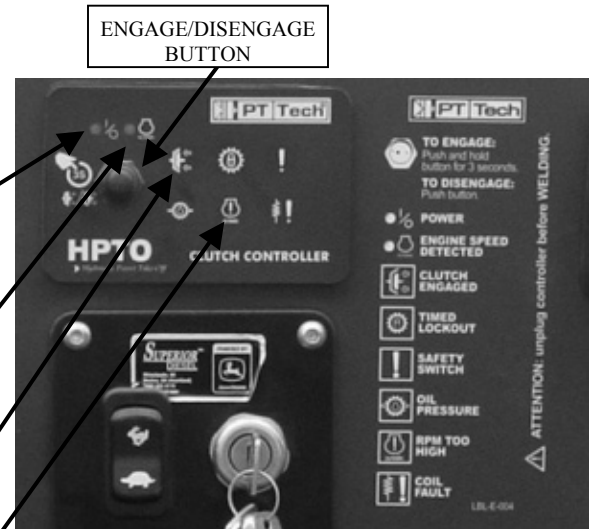 ENGAGE/DISENGAGE
BUTTON
PT Tech
3S
HPTO
CLUTCH CONTROLLER
SUPERIOR
DIESEL
PT Tech
TO ENGAGE:
Push and hold
button for 3 seconds.
TO DISENGAGE:
Push button.
POWER
ENGINE SPEED
DETECTED
CLUTCH
ENGAGED
TIMED
LOCKOUT
SAFETY
SWITCH
OIL
PRESSURE
RPM TOO
HIGH
COIL
FAULT
LBL-E-004
ATTENTION: unplug controller before WELDING.